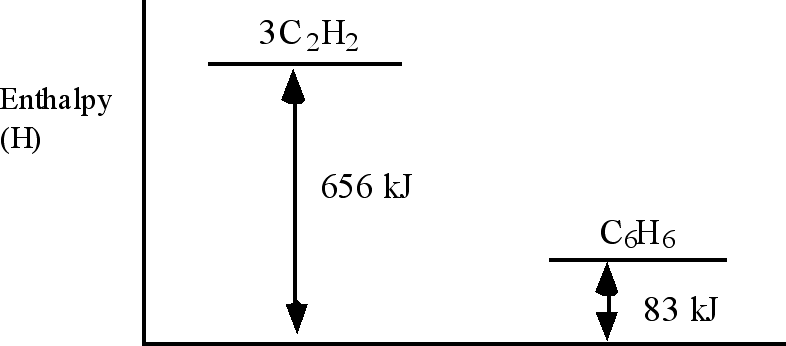 3C2H2
Enthalpy
(H)
656 kJ
C6H6
83 kJ